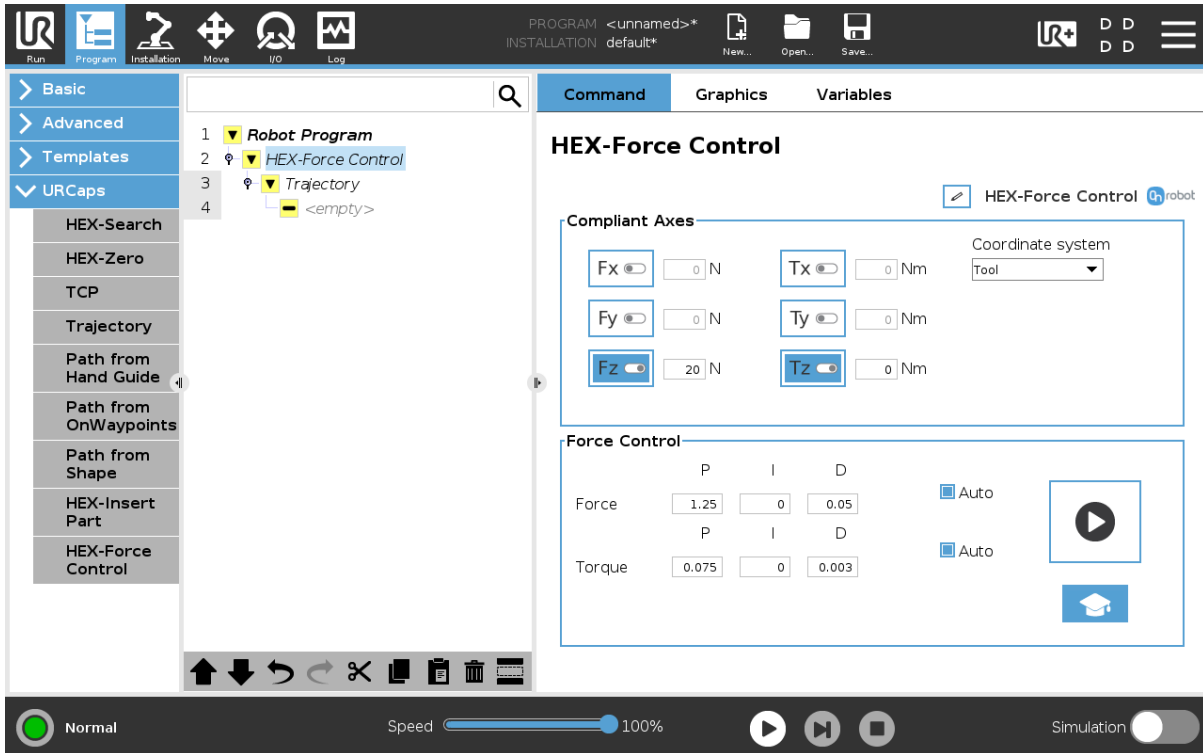 UR
PROGRAM <unnamed>*
INSTALLATION default*
Run Program Installation Move I/O Log
New... Open... Save...
UR+
D D
D D
Basic
Advanced
Templates
URCaps
HEX-Search
HEX-Zero
TCP
Trajectory
Path from
Hand Guide
Path from
OnWaypoints
Path from
Shape
HEX-Insert
Part
HEX-Force
Control
1 Robot Program
2 HEX-Force Control
3 Trajectory
4 <empty>
Command Graphics Variables
HEX-Force Control
HEX-Force Control On robot
Compliant Axes
Coordinate system
Fx 0 N Tx 0 Nm Tool
Fy 0 N Ty 0 Nm
Fz 20 N Tz 0 Nm
Force Control
P I D
Force 1.25 0 0.05 Auto
P I D
Torque 0.075 0 0.003 Auto
Normal Speed 100% Simulation